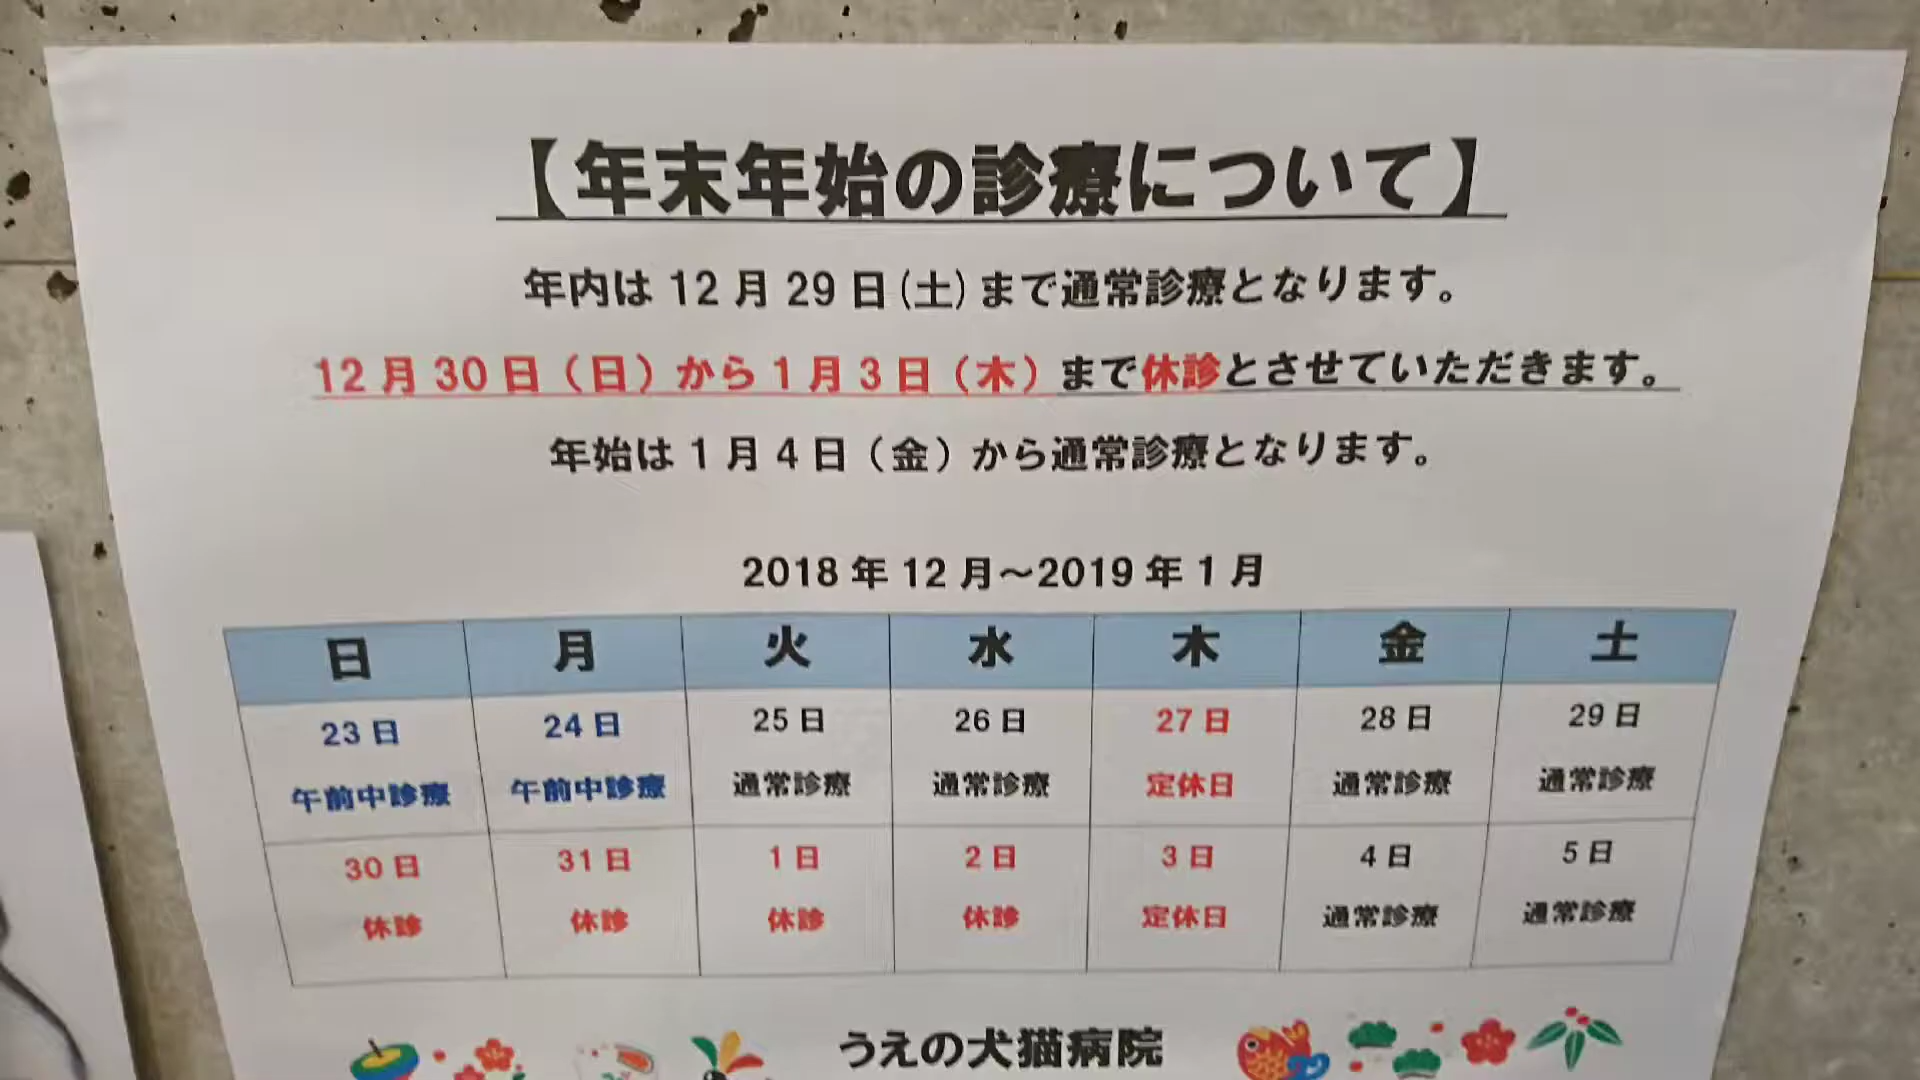 【年末年始の診療について】
年内は 12 月 29 日(土)まで通常診療となります。
12 月 30 日（日）から 1 月 3 日（木）まで休診とさせていただきます。
年始は 1 月 4 日（金）から通常診療となります。
2018 年 12 月～2019 年 1 月
日 月 火 水 木 金 土
23 日 24 日 25 日 26 日 27 日 28 日 29 日
午前中診療 午前中診療 通常診療 通常診療 定休日 通常診療 通常診療
30 日 31 日 1 日 2 日 3 日 4 日 5 日
休診 休診 休診 休診 定休日 通常診療 通常診療
うえの犬猫病院